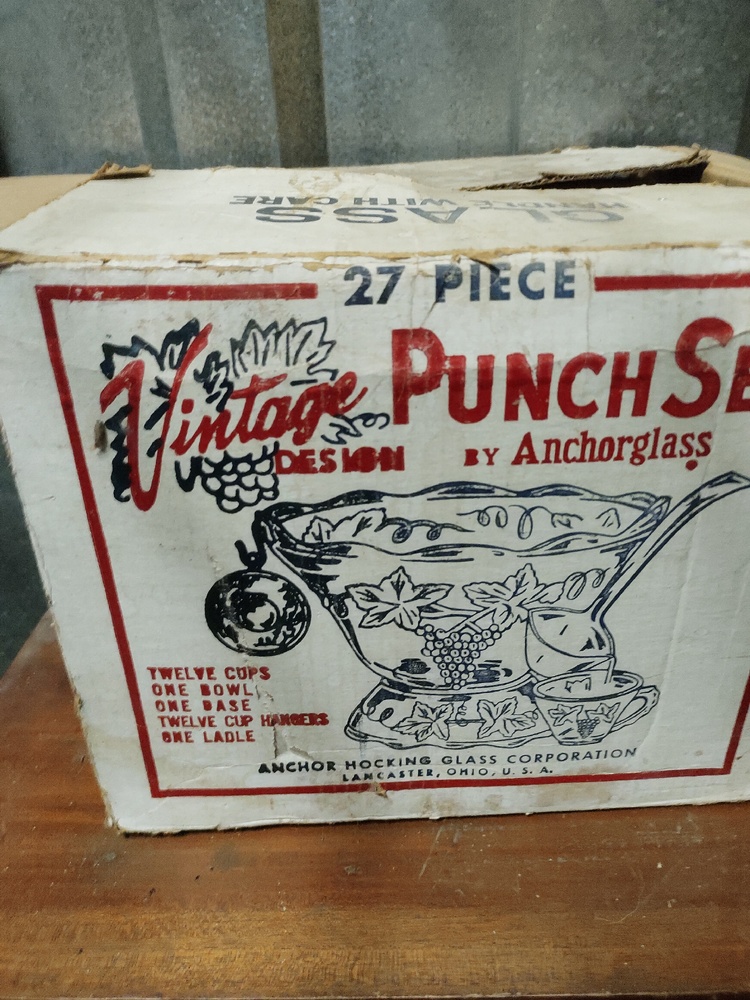 GLASS
HANDLE WITH CARE
27 PIECE
Vintage PUNCH SE
DESIGN BY Anchorglass
TWELVE CUPS
ONE BOWL
ONE BASE
TWELVE CUP HANGERS
ONE LADLE
ANCHOR HOCKING GLASS CORPORATION
LANCASTER, OHIO, U. S. A.